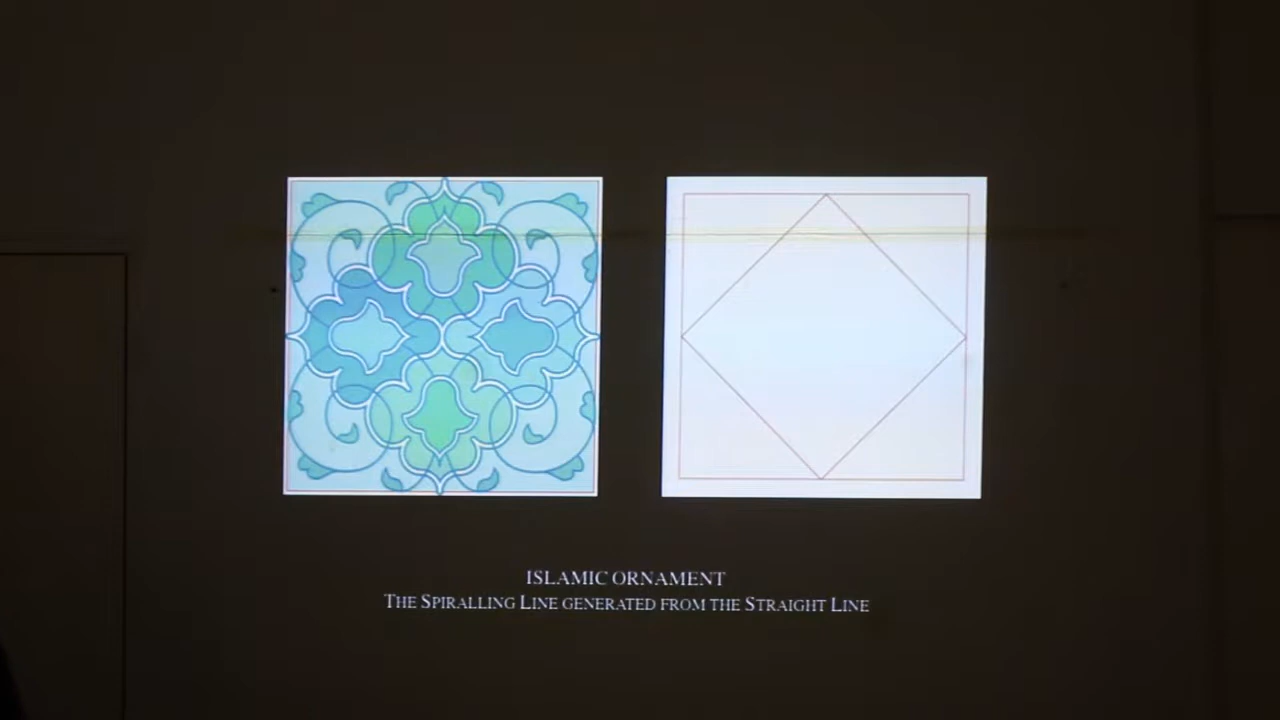 ISLAMIC ORNAMENT
THE SPIRALLING LINE GENERATED FROM THE STRAIGHT LINE